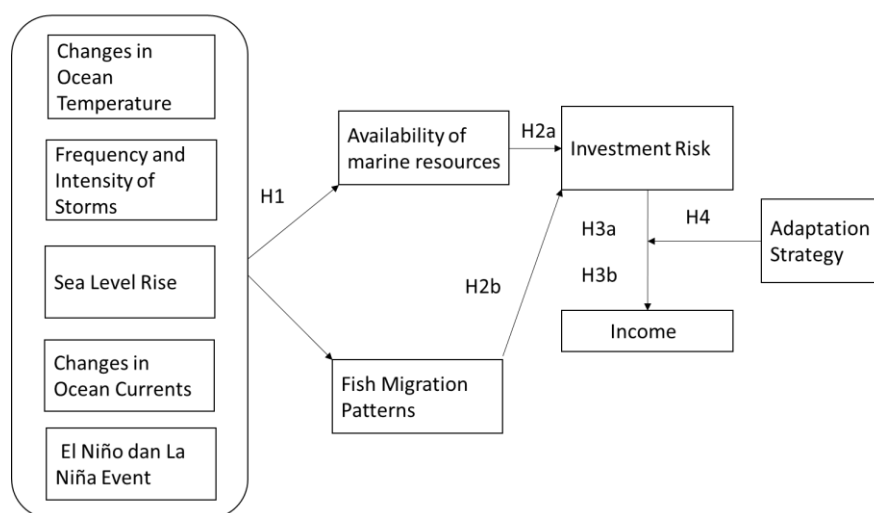 Changes in
Ocean
Temperature
Frequency and
Intensity of
Storms
Sea Level Rise
Changes in
Ocean Currents
El Niño dan La
Niña Event
H1
Availability of
marine resources
Fish Migration
Patterns
H2a
H2b
Investment Risk
H3a
H3b
H4
Adaptation
Strategy
Income